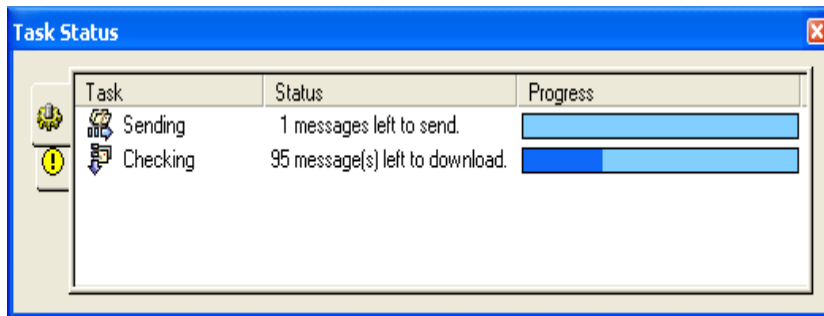 Task Status
Task Status Progress
Sending 1 messages left to send.
Checking 95 message(s) left to download.